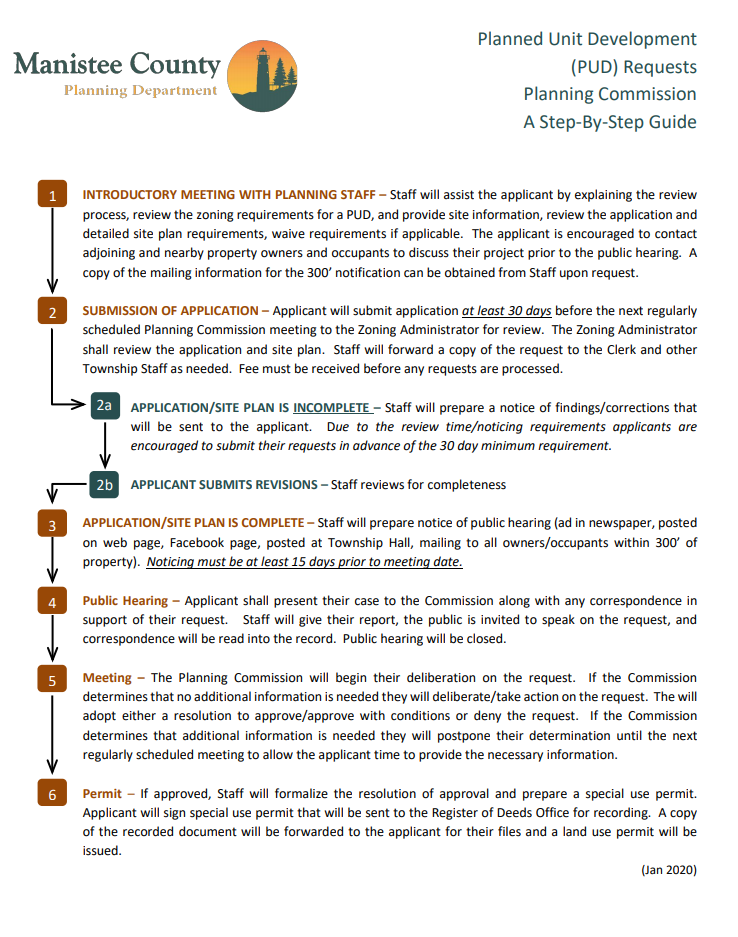 Manistee County
Planning Department
Planned Unit Development
(PUD) Requests
Planning Commission
A Step-By-Step Guide
1
INTRODUCTORY MEETING WITH PLANNING STAFF – Staff will assist the applicant by explaining the review
process, review the zoning requirements for a PUD, and provide site information, review the application and
detailed site plan requirements, waive requirements if applicable. The applicant is encouraged to contact
adjoining and nearby property owners and occupants to discuss their project prior to the public hearing. A
copy of the mailing information for the 300’ notification can be obtained from Staff upon request.
2
SUBMISSION OF APPLICATION – Applicant will submit application at least 30 days before the next regularly
scheduled Planning Commission meeting to the Zoning Administrator for review. The Zoning Administrator
shall review the application and site plan. Staff will forward a copy of the request to the Clerk and other
Township Staff as needed. Fee must be received before any requests are processed.
2a
APPLICATION/SITE PLAN IS INCOMPLETE – Staff will prepare a notice of findings/corrections that
will be sent to the applicant. Due to the review time/noticing requirements applicants are
encouraged to submit their requests in advance of the 30 day minimum requirement.
2b
APPLICANT SUBMITS REVISIONS – Staff reviews for completeness
3
APPLICATION/SITE PLAN IS COMPLETE – Staff will prepare notice of public hearing (ad in newspaper, posted
on web page, Facebook page, posted at Township Hall, mailing to all owners/occupants within 300’ of
property). Noticing must be at least 15 days prior to meeting date.
4
Public Hearing – Applicant shall present their case to the Commission along with any correspondence in
support of their request. Staff will give their report, the public is invited to speak on the request, and
correspondence will be read into the record. Public hearing will be closed.
5
Meeting – The Planning Commission will begin their deliberation on the request. If the Commission
determines that no additional information is needed they will deliberate/take action on the request. The will
adopt either a resolution to approve/approve with conditions or deny the request. If the Commission
determines that additional information is needed they will postpone their determination until the next
regularly scheduled meeting to allow the applicant time to provide the necessary information.
6
Permit – If approved, Staff will formalize the resolution of approval and prepare a special use permit.
Applicant will sign special use permit that will be sent to the Register of Deeds Office for recording. A copy
of the recorded document will be forwarded to the applicant for their files and a land use permit will be
issued.
(Jan 2020)